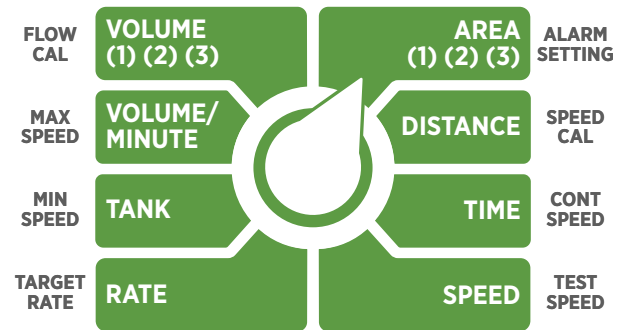 FLOW
CAL
VOLUME
(1) (2) (3)
AREA
(1) (2) (3)
ALARM
SETTING
MAX
SPEED
VOLUME/
MINUTE
DISTANCE
SPEED
CAL
MIN
SPEED
TANK
TIME
CONT
SPEED
TARGET
RATE
RATE
SPEED
TEST
SPEED